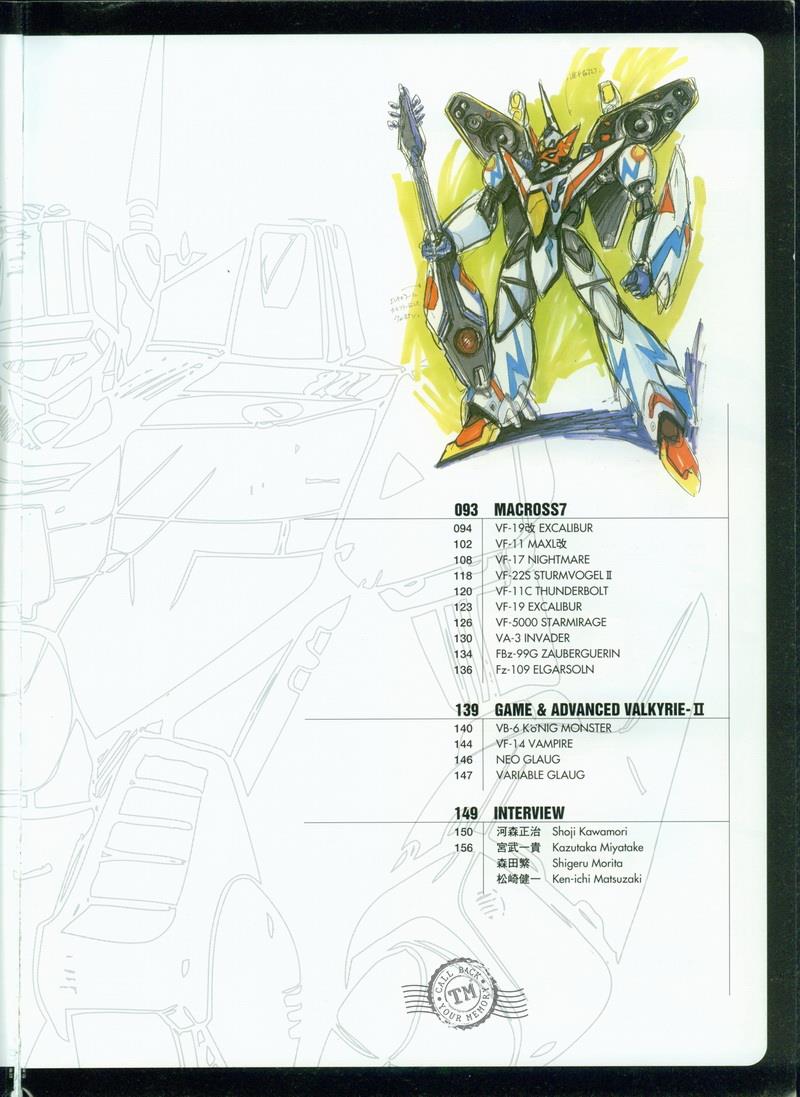 093 MACROSS7
094 VF-19改 EXCALIBUR
102 VF-11 MAXL改
108 VF-17 NIGHTMARE
118 VF-22S STURMVOGEL II
120 VF-11C THUNDERBOLT
123 VF-19 EXCALIBUR
126 VF-5000 STARMIRAGE
130 VA-3 INVADER
134 FBz-99G ZAUBERGUERIN
136 Fz-109 ELGARSOLN
139 GAME & ADVANCED VALKYRIE-II
140 VB-6 KöNIG MONSTER
144 VF-14 VAMPIRE
146 NEO GLAUG
147 VARIABLE GLAUG
149 INTERVIEW
150 河森正治 Shoji Kawamori
156 宮武一貴 Kazutaka Miyatake
森田繁 Shigeru Morita
松崎健一 Ken-ichi Matsuzaki
CALL BACK
TM
YOUR MEMORY